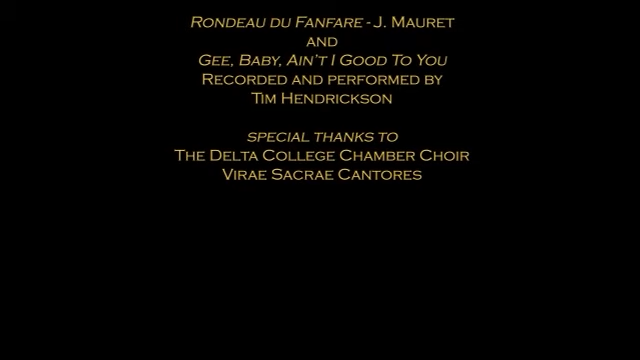 Rondeau du Fanfare - J. Mauret
and
Gee, Baby, Ain't I Good To You
Recorded and performed by
Tim Hendrickson
special thanks to
The Delta College Chamber Choir
Virae Sacrae Cantores